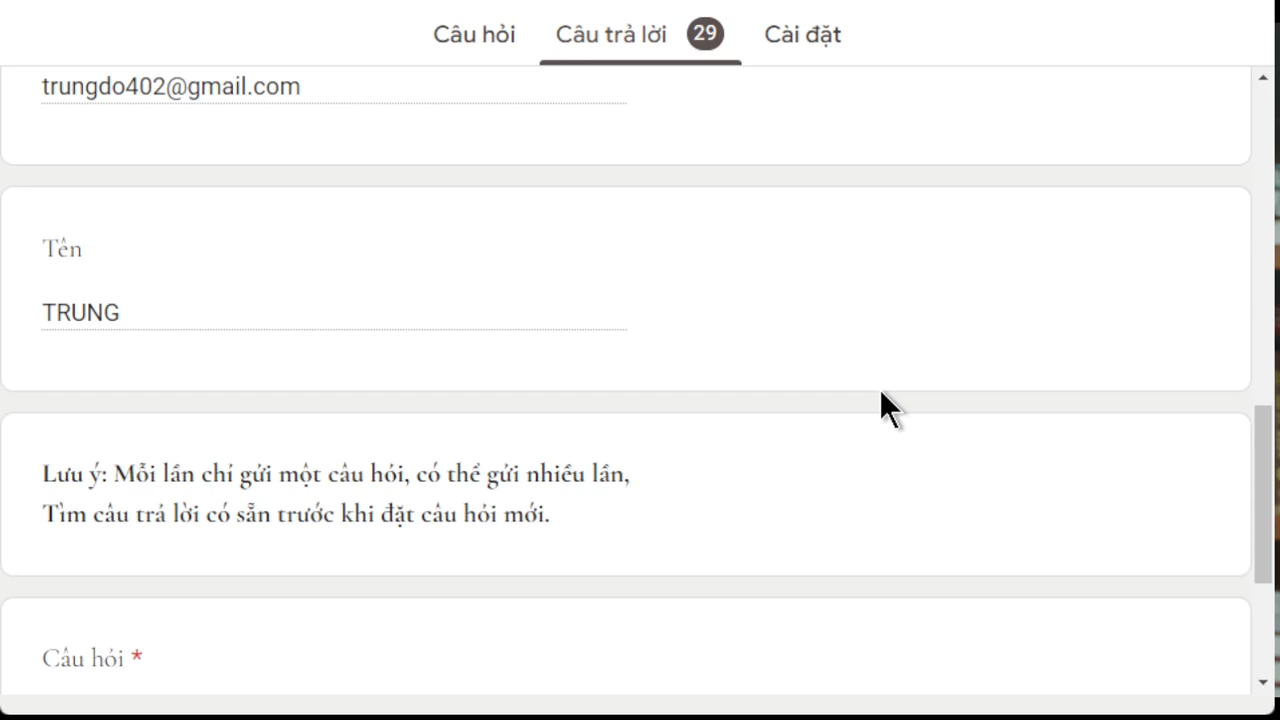 Câu hỏi Câu trả lời 29 Cài đặt
trungdo402@gmail.com
Tên
TRUNG
Lưu ý: Mỗi lần chỉ gửi một câu hỏi, có thể gửi nhiều lần,
Tìm câu trả lời có sẵn trước khi đặt câu hỏi mới.
Câu hỏi *